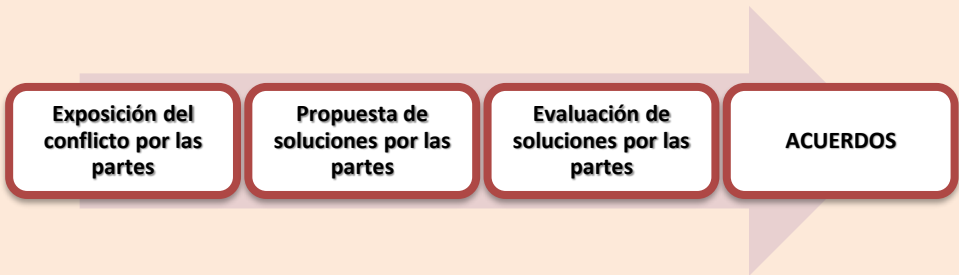 Exposición del
conflicto por las
partes
Propuesta de
soluciones por las
partes
Evaluación de
soluciones por las
partes
ACUERDOS